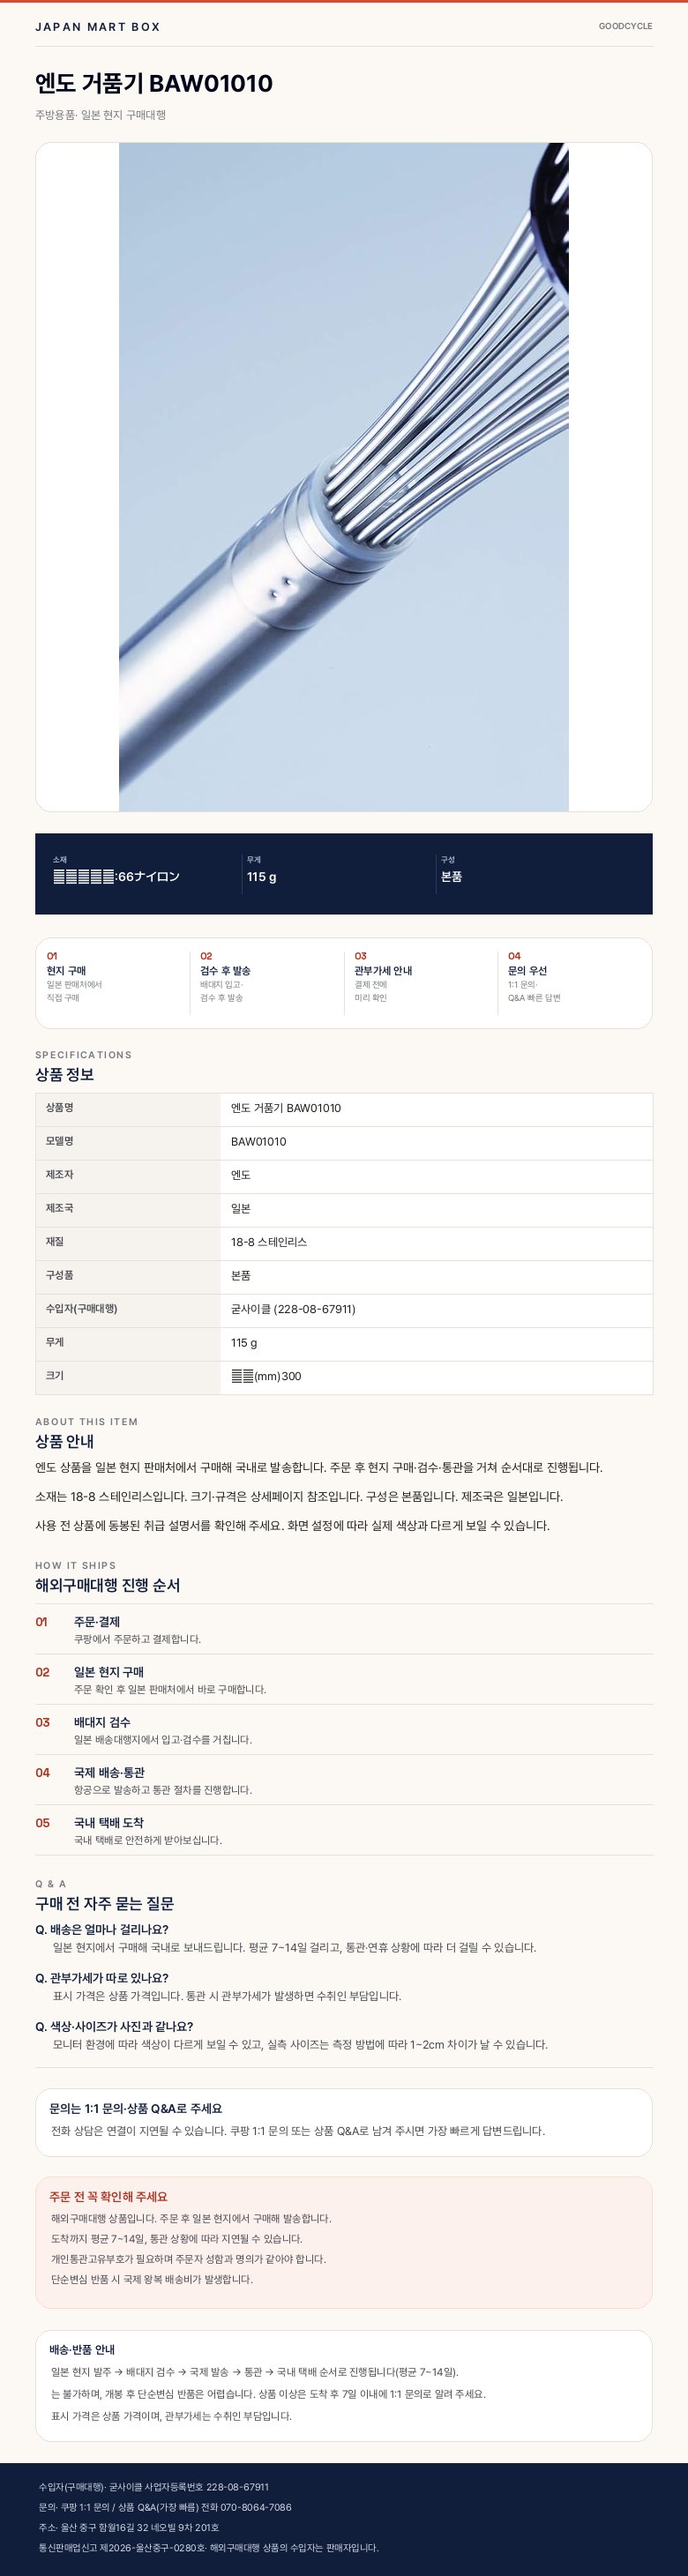 JAPAN MART BOX
GOODCYCLE
엔도 거품기 BAW01010
주방용품· 일본 현지 구매대행
소재
:66ナイロン
무게
115 g
구성
본품
01
현지 구매
일본 판매처에서
직접 구매
02
검수 후 발송
배대지 입고·
검수 후 발송
03
관부가세 안내
결제 전에
미리 확인
04
문의 우선
1:1 문의·
Q&A 빠른 답변
SPECIFICATIONS
상품 정보
상품명 엔도 거품기 BAW01010
모델명 BAW01010
제조자 엔도
제조국 일본
재질 18-8 스테인리스
구성품 본품
수입자(구매대행) 굳사이클 (228-08-67911)
무게 115 g
크기 (mm)300
ABOUT THIS ITEM
상품 안내
엔도 상품을 일본 현지 판매처에서 구매해 국내로 발송합니다. 주문 후 현지 구매·검수·통관을 거쳐 순서대로 진행됩니다.
소재는 18-8 스테인리스입니다. 크기·규격은 상세페이지 참조입니다. 구성은 본품입니다. 제조국은 일본입니다.
사용 전 상품에 동봉된 취급 설명서를 확인해 주세요. 화면 설정에 따라 실제 색상과 다르게 보일 수 있습니다.
HOW IT SHIPS
해외구매대행 진행 순서
01 주문·결제
쿠팡에서 주문하고 결제합니다.
02 일본 현지 구매
주문 확인 후 일본 판매처에서 바로 구매합니다.
03 배대지 검수
일본 배송대행지에서 입고·검수를 거칩니다.
04 국제 배송·통관
항공으로 발송하고 통관 절차를 진행합니다.
05 국내 택배 도착
국내 택배로 안전하게 받아보십니다.
Q & A
구매 전 자주 묻는 질문
Q. 배송은 얼마나 걸리나요?
일본 현지에서 구매해 국내로 보내드립니다. 평균 7~14일 걸리고, 통관·연휴 상황에 따라 더 걸릴 수 있습니다.
Q. 관부가세가 따로 있나요?
표시 가격은 상품 가격입니다. 통관 시 관부가세가 발생하면 수취인 부담입니다.
Q. 색상·사이즈가 사진과 같나요?
모니터 환경에 따라 색상이 다르게 보일 수 있고, 실측 사이즈는 측정 방법에 따라 1~2cm 차이가 날 수 있습니다.
문의는 1:1 문의·상품 Q&A로 주세요
전화 상담은 연결이 지연될 수 있습니다. 쿠팡 1:1 문의 또는 상품 Q&A로 남겨 주시면 가장 빠르게 답변드립니다.
주문 전 꼭 확인해 주세요
해외구매대행 상품입니다. 주문 후 일본 현지에서 구매해 발송합니다.
도착까지 평균 7~14일, 통관 상황에 따라 지연될 수 있습니다.
개인통관고유부호가 필요하며 주문자 성함과 명의가 같아야 합니다.
단순변심 반품 시 국제 왕복 배송비가 발생합니다.
배송·반품 안내
일본 현지 발주 → 배대지 검수 → 국제 발송 → 통관 → 국내 택배 순서로 진행됩니다(평균 7~14일).
는 불가하며, 개봉 후 단순변심 반품은 어렵습니다. 상품 이상은 도착 후 7일 이내에 1:1 문의로 알려 주세요.
표시 가격은 상품 가격이며, 관부가세는 수취인 부담입니다.
수입자(구매대행)· 굳사이클 사업자등록번호 228-08-67911
문의· 쿠팡 1:1 문의 / 상품 Q&A(가장 빠름) 전화 070-8064-7086
주소· 울산 중구 함월16길 32 네오빌 9차 201호
통신판매업신고 제2026-울산중구-0280호· 해외구매대행 상품의 수입자는 판매자입니다.